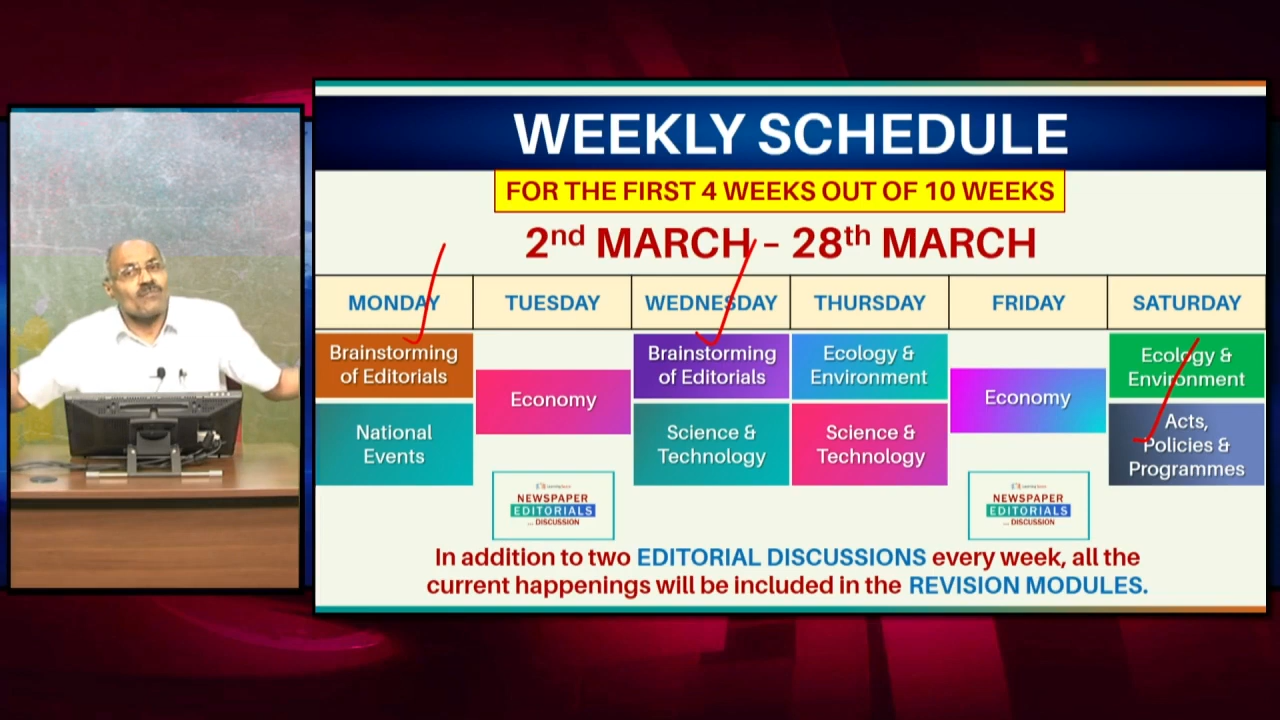 WEEKLY SCHEDULE
FOR THE FIRST 4 WEEKS OUT OF 10 WEEKS
2nd MARCH – 28th MARCH
MONDAY
TUESDAY
WEDNESDAY
THURSDAY
FRIDAY
SATURDAY
Brainstorming
of Editorials
National
Events
Economy
Brainstorming
of Editorials
Science &
Technology
Ecology &
Environment
Science &
Technology
Economy
Ecology &
Environment
Acts,
Policies &
Programmes
NEWSPAPER
EDITORIALS
... DISCUSSION
NEWSPAPER
EDITORIALS
... DISCUSSION
In addition to two EDITORIAL DISCUSSIONS every week, all the
current happenings will be included in the REVISION MODULES.